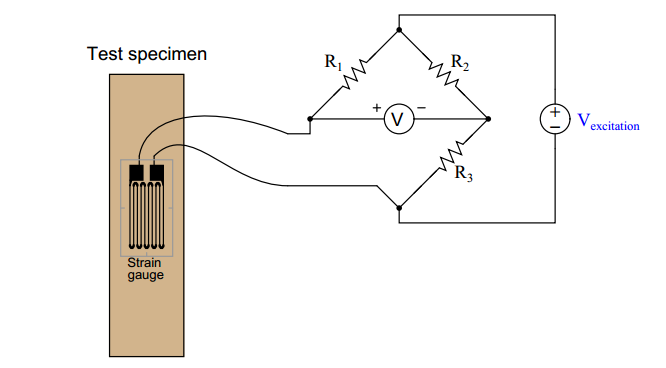 Test specimen
R1
R2
+
V
−
+
−
Vexcitation
R3
Strain
gauge